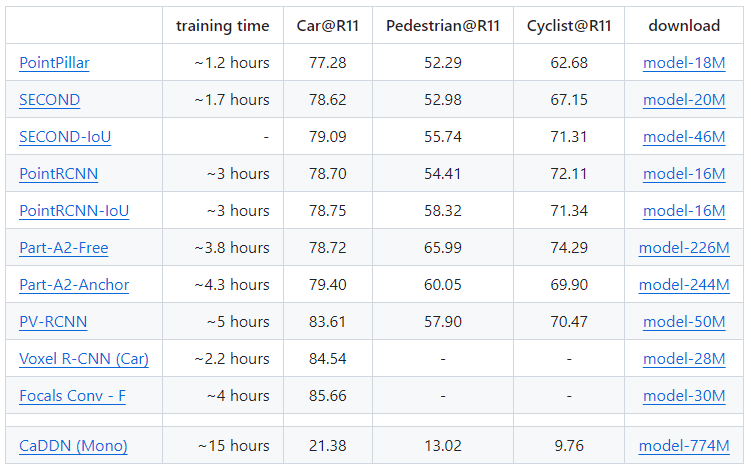 training time Car@R11 Pedestrian@R11 Cyclist@R11 download
PointPillar ~1.2 hours 77.28 52.29 62.68 model-18M
SECOND ~1.7 hours 78.62 52.98 67.15 model-20M
SECOND-IoU - 79.09 55.74 71.31 model-46M
PointRCNN ~3 hours 78.70 54.41 72.11 model-16M
PointRCNN-IoU ~3 hours 78.75 58.32 71.34 model-16M
Part-A2-Free ~3.8 hours 78.72 65.99 74.29 model-226M
Part-A2-Anchor ~4.3 hours 79.40 60.05 69.90 model-244M
PV-RCNN ~5 hours 83.61 57.90 70.47 model-50M
Voxel R-CNN (Car) ~2.2 hours 84.54 - - model-28M
Focals Conv - F ~4 hours 85.66 - - model-30M
CaDDN (Mono) ~15 hours 21.38 13.02 9.76 model-774M